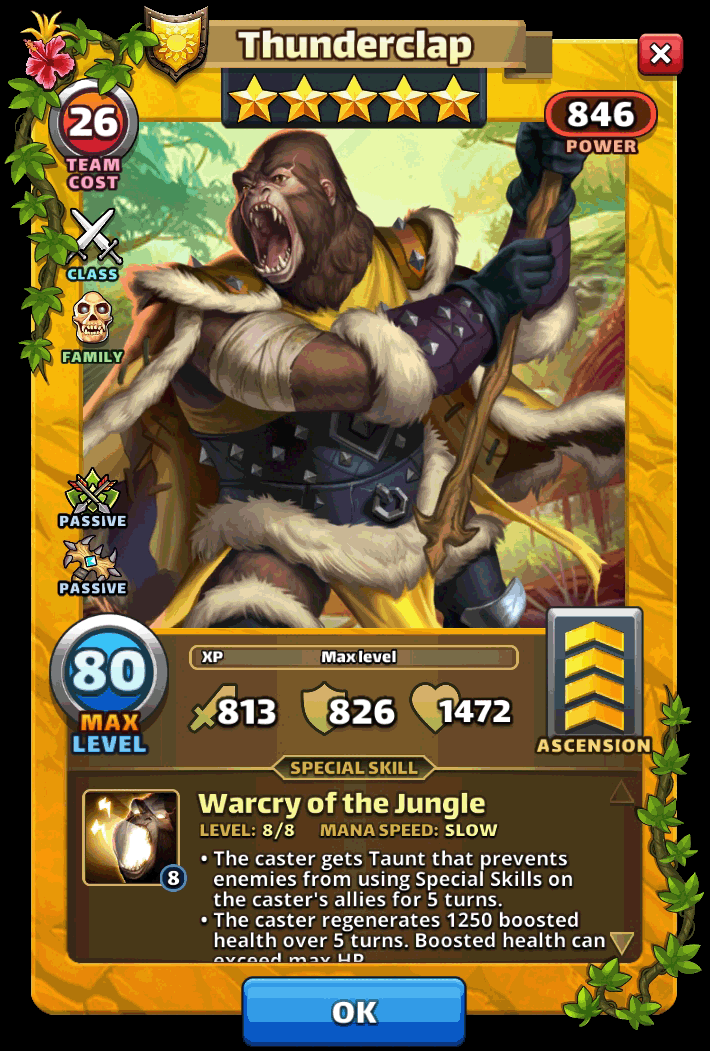 Thunderclap
26
TEAM
COST
846
POWER
CLASS
FAMILY
PASSIVE
PASSIVE
80
MAX
LEVEL
XP Max level
813 826 1472
ASCENSION
SPECIAL SKILL
Warcry of the Jungle
LEVEL: 8/8 MANA SPEED: SLOW
8
• The caster gets Taunt that prevents
enemies from using Special Skills on
the caster's allies for 5 turns.
• The caster regenerates 1250 boosted
health over 5 turns. Boosted health can
exceed max HP.
OK